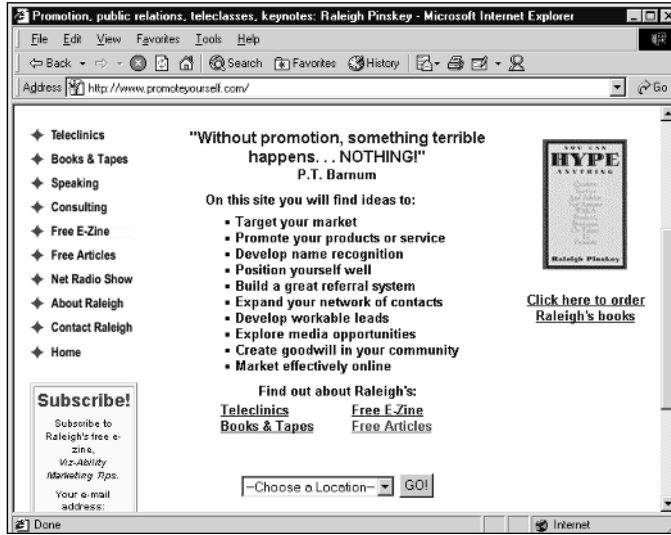 Promotion, public relations, teleclasses, keynotes: Raleigh Pinskey - Microsoft Internet Explorer
File Edit View Favorites Tools Help
Back Search Favorites History
Address http://www.promoteyourself.com/ Go
Teleclinics
Books & Tapes
Speaking
Consulting
Free E-Zine
Free Articles
Net Radio Show
About Raleigh
Contact Raleigh
Home
Subscribe!
Subscribe to
Raleigh's free e-
zine,
Viz-Ability
Marketing Tips.
Your e-mail
address:
"Without promotion, something terrible
happens. . . NOTHING!"
P.T. Barnum
On this site you will find ideas to:
▪ Target your market
▪ Promote your products or service
▪ Develop name recognition
▪ Position yourself well
▪ Build a great referral system
▪ Expand your network of contacts
▪ Develop workable leads
▪ Explore media opportunities
▪ Create goodwill in your community
▪ Market effectively online
Find out about Raleigh's:
Teleclinics Free E-Zine
Books & Tapes Free Articles
--Choose a Location-- GO!
YOU CAN
HYPE
ANYTHING
Raleigh Pinskey
Click here to order
Raleigh's books
Done Internet